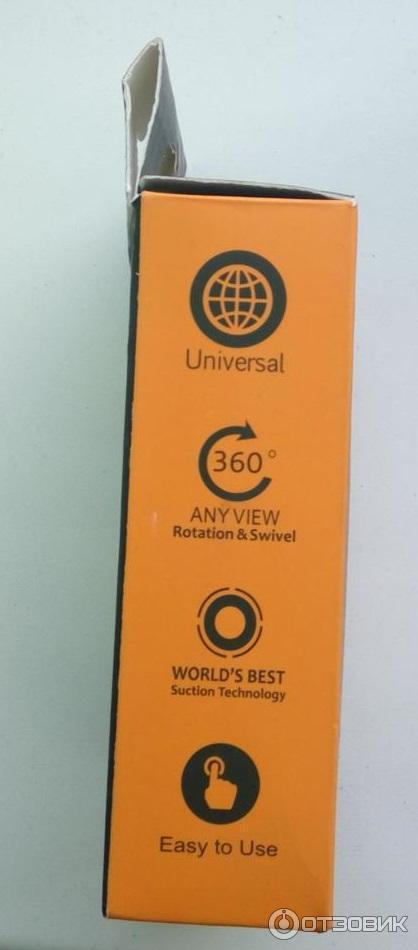 Universal
360°
ANY VIEW
Rotation & Swivel
WORLD'S BEST
Suction Technology
Easy to Use
ОТЗОВИК